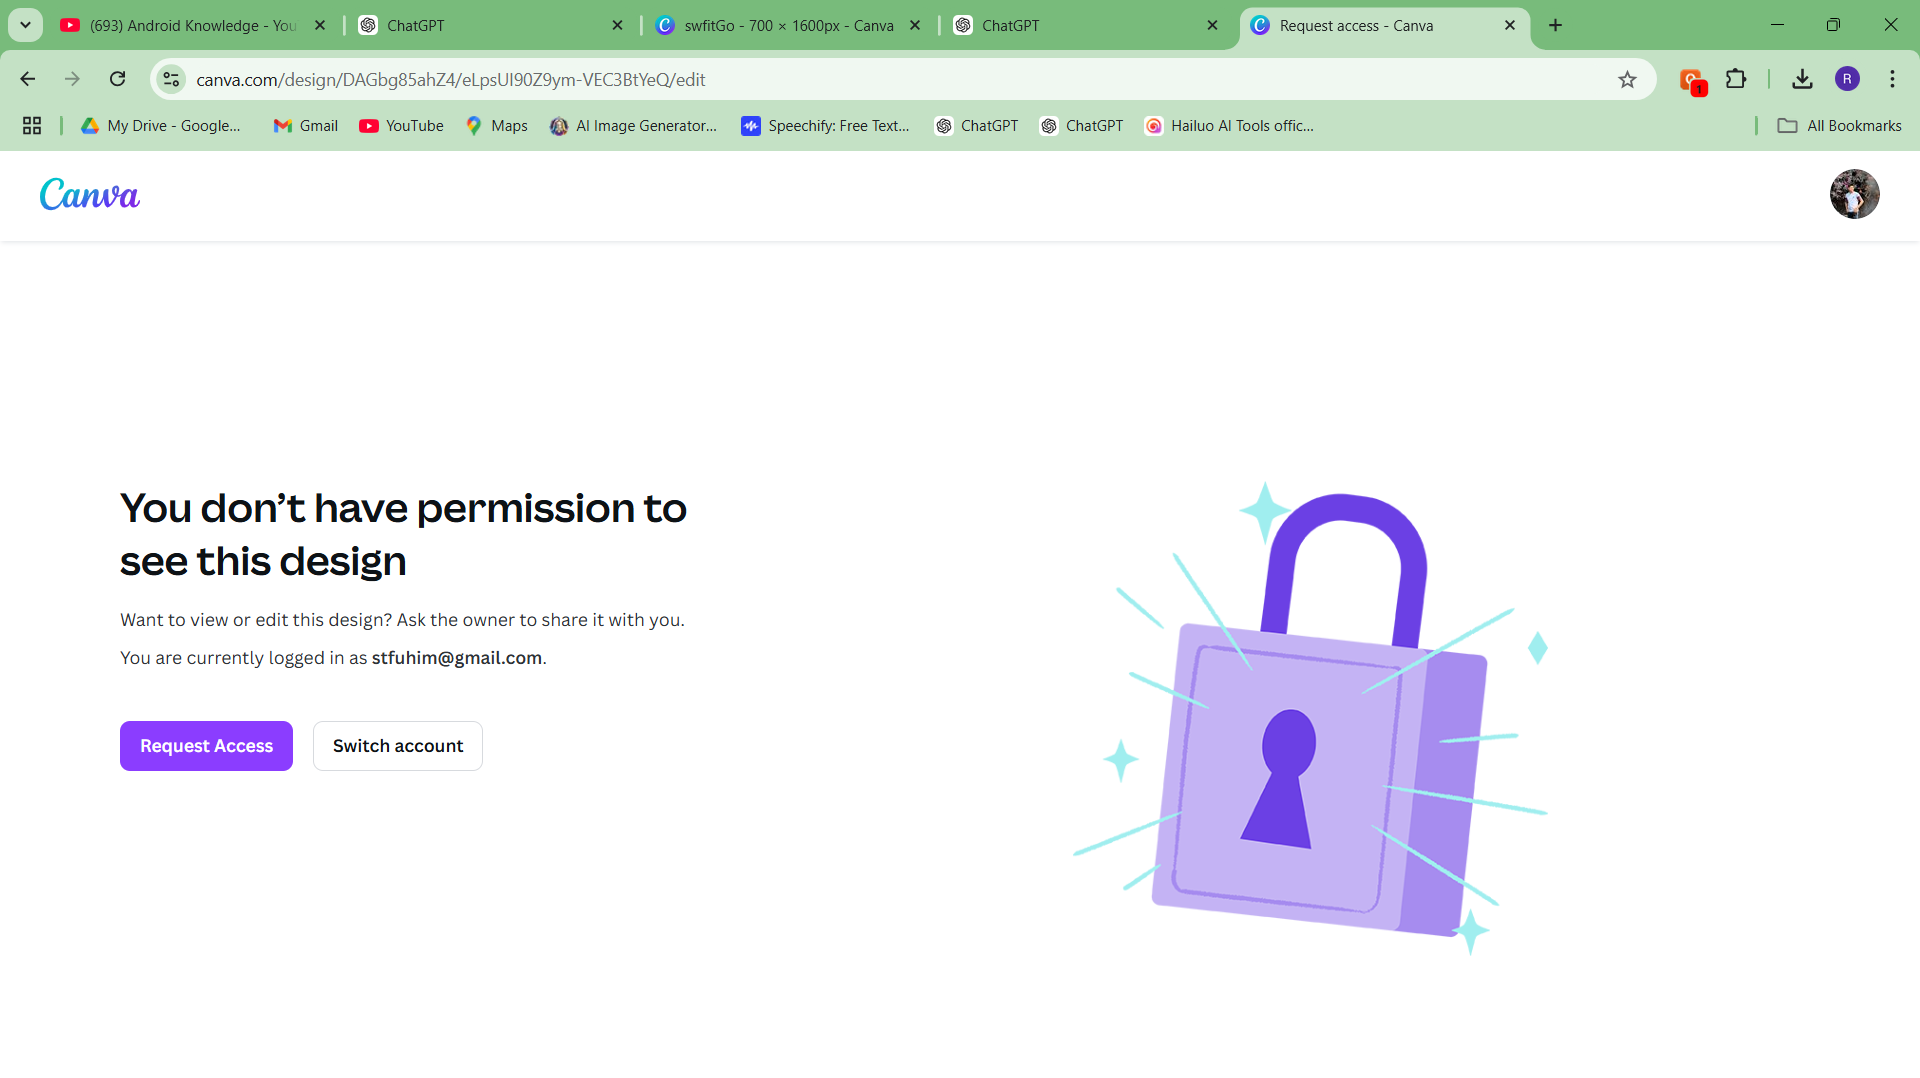 (693) Android Knowledge - You
ChatGPT
swfitGo - 700 × 1600px - Canva
ChatGPT
Request access - Canva
canva.com/design/DAGbg85ahZ4/eLpsUI90Z9ym-VEC3BtYeQ/edit
1
R
My Drive - Google...
Gmail
YouTube
Maps
AI Image Generator...
Speechify: Free Text...
ChatGPT
ChatGPT
Hailuo AI Tools offic...
All Bookmarks
Canva
You don’t have permission to
see this design
Want to view or edit this design? Ask the owner to share it with you.
You are currently logged in as stfuhim@gmail.com.
Request Access
Switch account